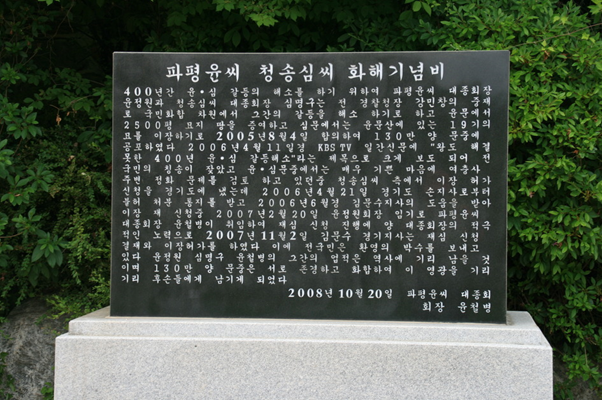 파평윤씨 청송심씨 화해기념비
400년간 윤·심 갈등의 해소를 하기 위하여 파평윤씨 대종회장
윤정원과 청송심씨 대종회장 심명구는 전 경찰청장 강민창의 중재
로 국민화합 차원에서 그간의 갈등을 해소 하기로 하고 윤문에서
2500평 묘지 땅을 증여하고 심문에서는 윤문산에 있는 19기의
묘를 이장하기로 2005년8월4일 합의하여 130만 양 문중에
공포하였다 2006년4월11일경 KBS TV 일간신문에 "왕도 해결
못한 400년 윤·심 갈등해소"라는 제목으로 크게 보도 되어 전
국민의 칭송이 잦았고 윤·심문중에서는 매우 기쁜 마음에 여충사
주변 정화 문제를 검토 하고 있던중 청송심씨 측에서 이장 허가
신청을 경기도에 냈는데 2006년4월21일 경기도 손지사로부터
불허 처분 통지를 받고 2006년6월경 김문수지사의 도움을 받아
이장 재 신청중 2007년2월20일 윤정원회장 임기로 파평윤씨
대종회장 윤철병이 취임하여 재심 신청 진행에 양 대종회장의 적극
적인 노력으로 2007년11월2일 김문수 경기지사는 재심 신청
결재와 이장허가를 하였다 이에 전국민은 환영의 박수를 보내고
있다 윤정원 심명구 윤철병의 그간의 업적은 역사에 기리 남을 것
이며 130만 양 문중은 서로 존경하고 화합하여 이 영광을 기리
기리 후손들에게 남기게 되었다
2008년10월20일 파평윤씨 대종회
회장 윤철병